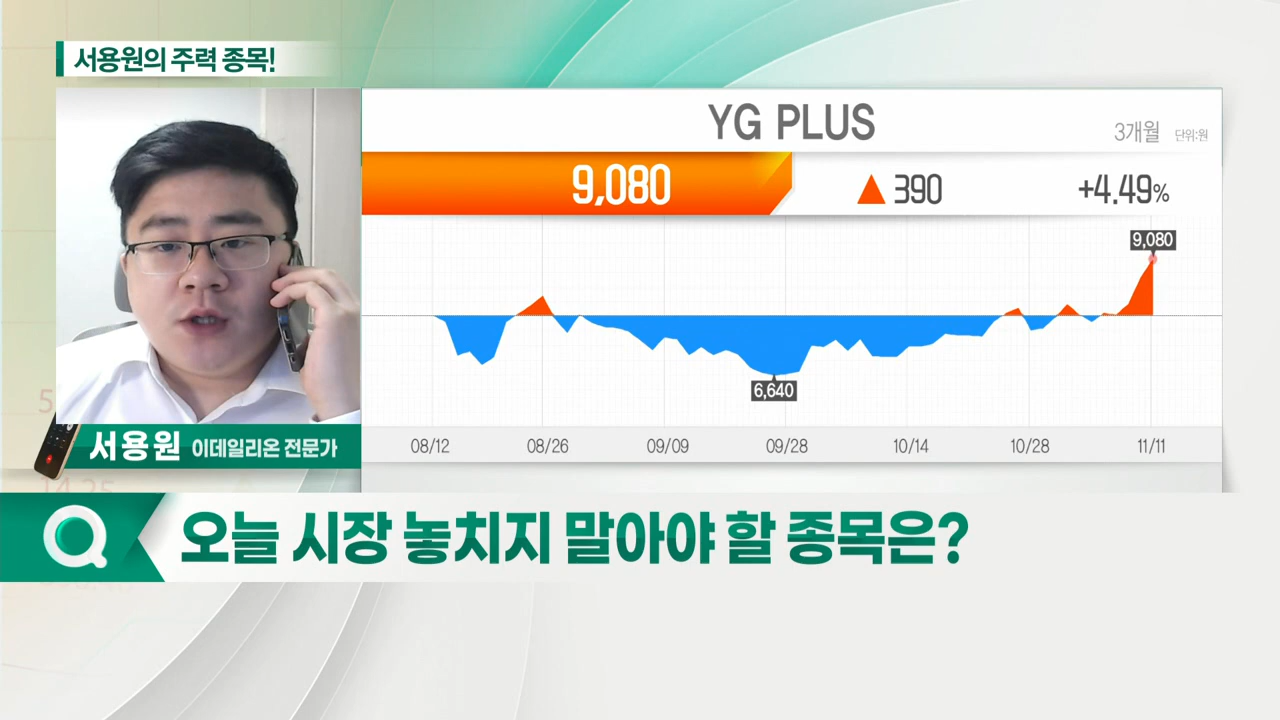 서용원의 주력 종목!
YG PLUS
3개월 단위:원
9,080 ▲ 390 +4.49%
9,080
6,640
08/12 08/26 09/09 09/28 10/14 10/28 11/11
서용원 이데일리온 전문가
Q 오늘 시장 놓치지 말아야 할 종목은?